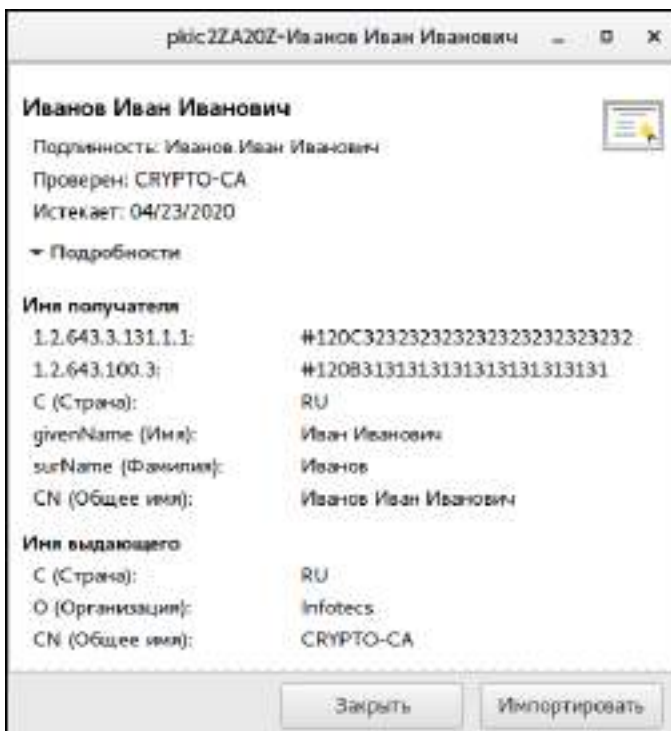 pkic2ZA20Z-Иванов Иван Иванович
Иванов Иван Иванович
Подлинность: Иванов Иван Иванович
Проверен: CRYPTO-CA
Истекает: 04/23/2020
Подробности
Имя получателя
1.2.643.3.131.1.1: #120C323232323232323232323232
1.2.643.100.3: #120B3131313131313131313131
C (Страна): RU
givenName (Имя): Иван Иванович
surName (Фамилия): Иванов
CN (Общее имя): Иванов Иван Иванович
Имя выдающего
C (Страна): RU
O (Организация): Infotecs
CN (Общее имя): CRYPTO-CA
Закрыть Импортировать